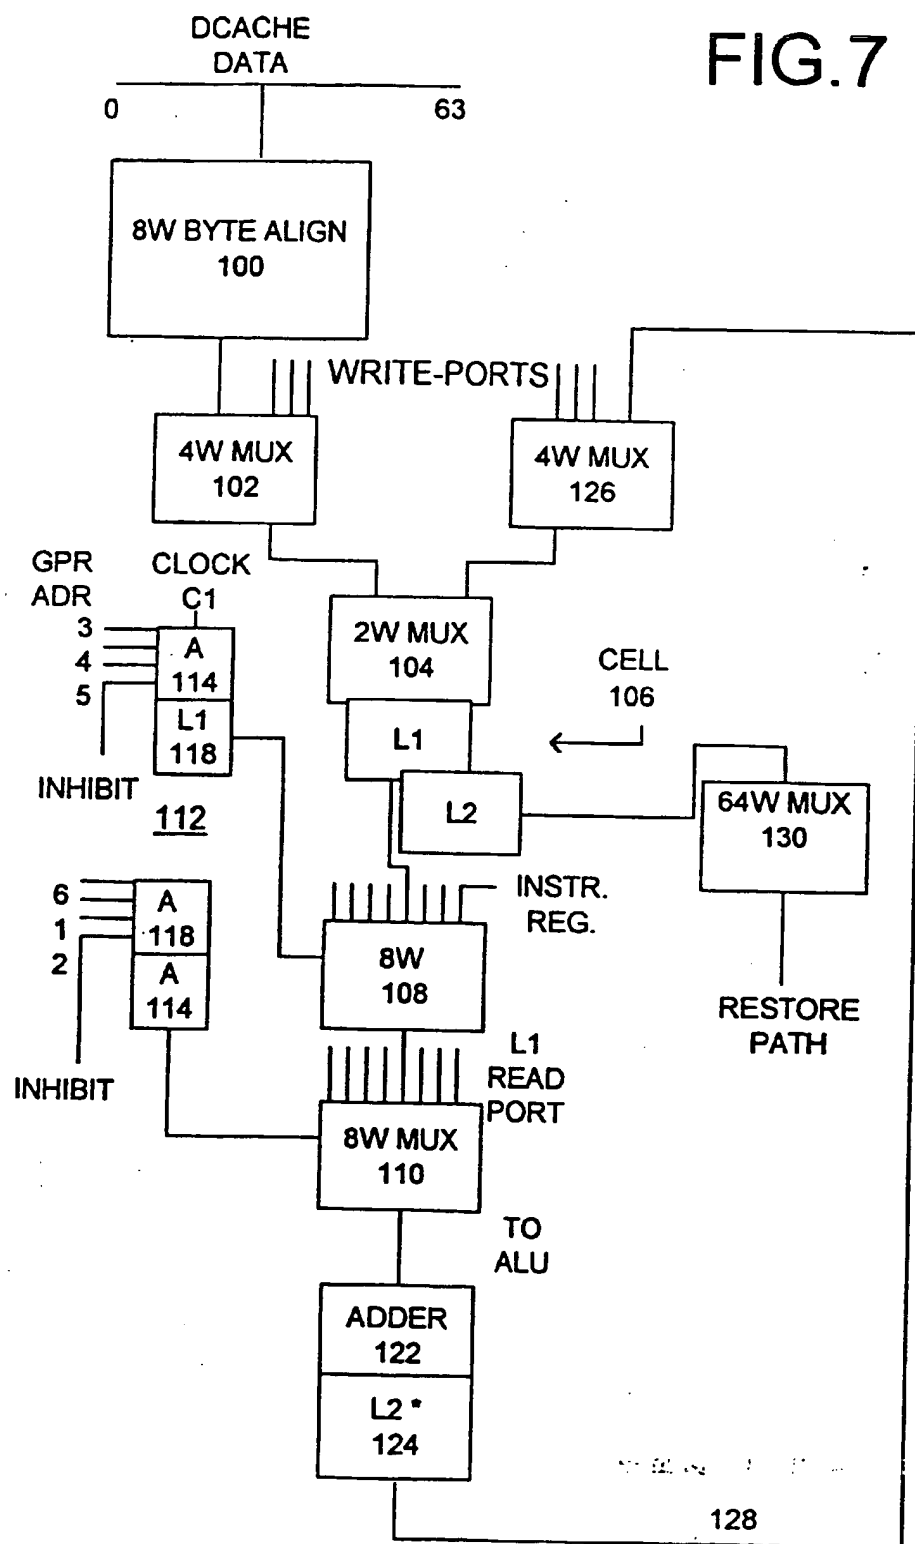 DCACHE
DATA
FIG.7
0
63
8W BYTE ALIGN
100
WRITE-PORTS
4W MUX
102
4W MUX
126
GPR
ADR
CLOCK
C1
3
4
5
A
114
L1
118
INHIBIT
112
2W MUX
104
L1
L2
CELL
106
64W MUX
130
RESTORE
PATH
6
1
2
A
118
A
114
INHIBIT
INSTR.
REG.
8W
108
L1
READ
PORT
8W MUX
110
TO
ALU
ADDER
122
L2 *
124
128